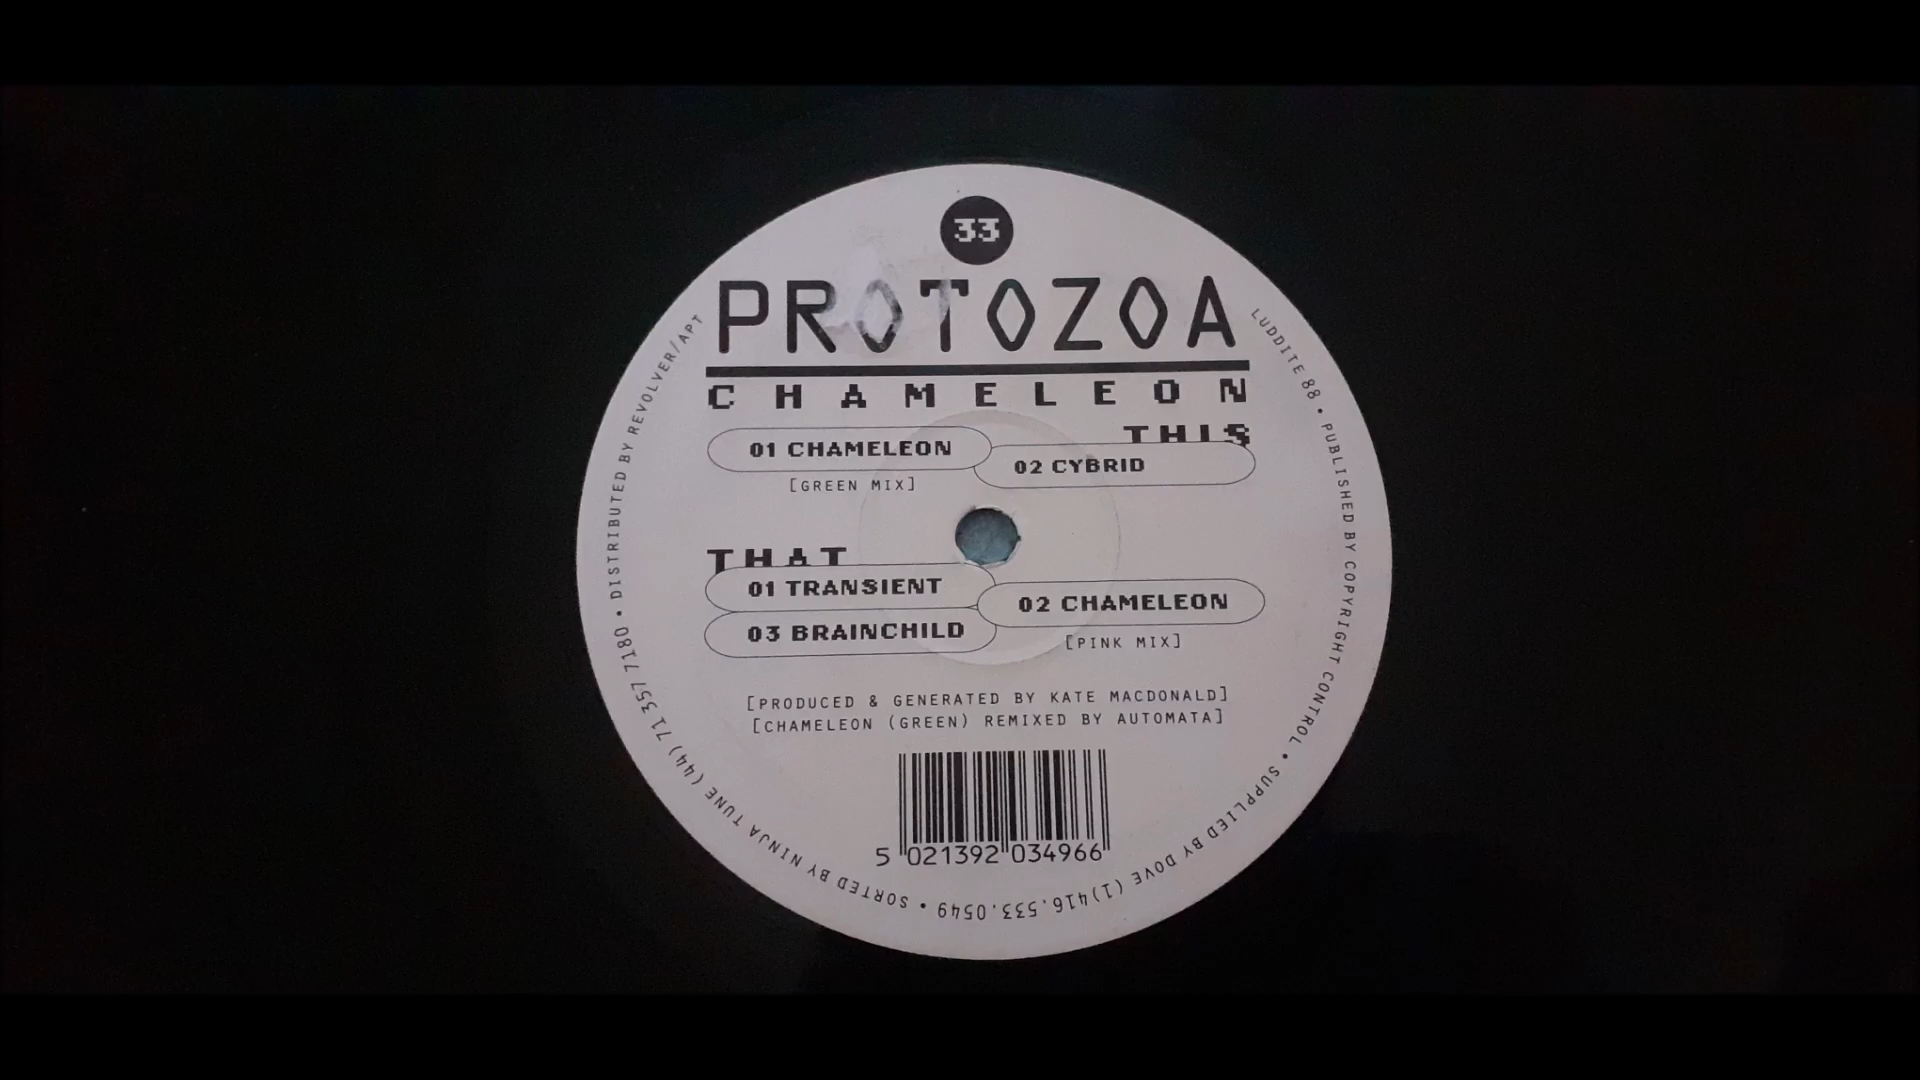 33
PROTOZOA
CHAMELEON
THIS
01 CHAMELEON
[GREEN MIX]
02 CYBRID
THAT
01 TRANSIENT
02 CHAMELEON
[PINK MIX]
03 BRAINCHILD
[PRODUCED & GENERATED BY KATE MACDONALD]
[CHAMELEON (GREEN) REMIXED BY AUTOMATA]
5 021392 034966
LUDDITE 88 • PUBLISHED BY COPYRIGHT CONTROL • SUPPLIED BY DOVE (1)416.533.0549 • SORTED BY NINJA TUNE (44) 71 357 7180 • DISTRIBUTED BY REVOLVER/APT